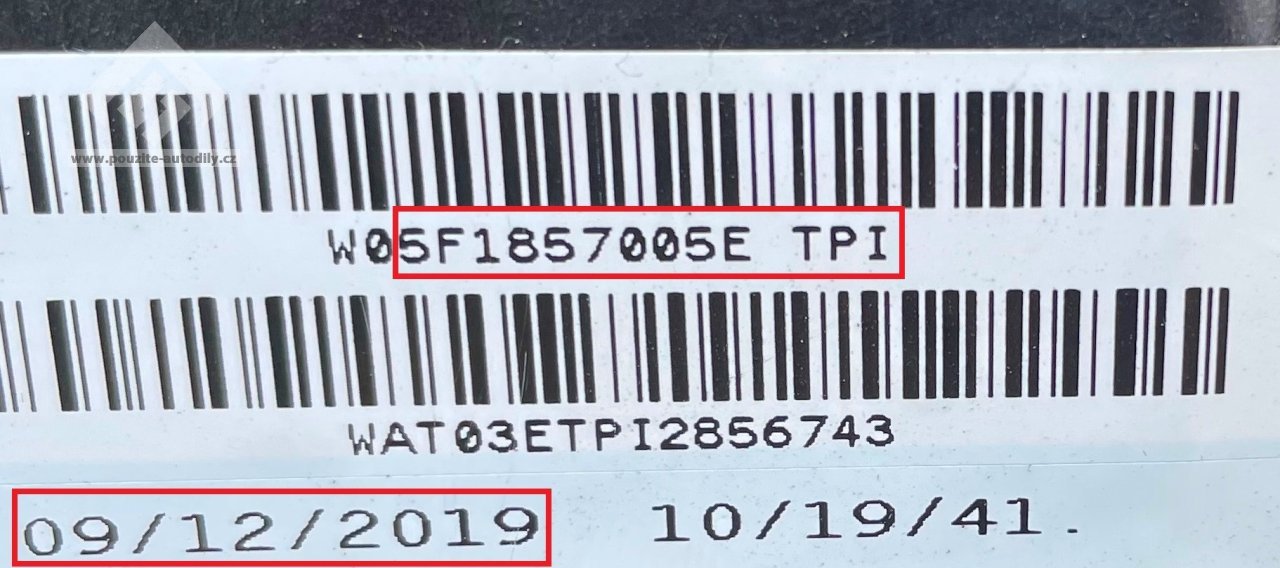 www.pouzite-autodily.cz
W05F1857005E TPI
WAT03ETPI2856743
09/12/2019 10/19/41.